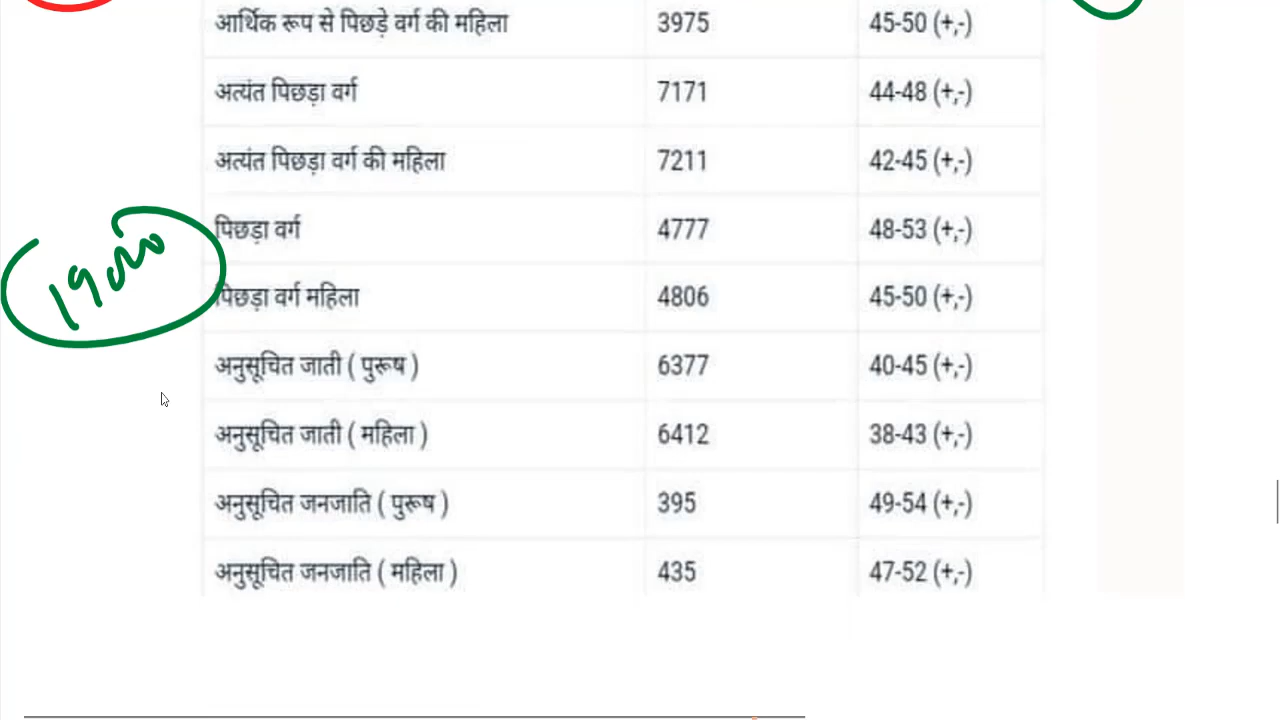 आर्थिक रूप से पिछड़े वर्ग की महिला 3975 45-50 (+,-)
अत्यंत पिछड़ा वर्ग 7171 44-48 (+,-)
अत्यंत पिछड़ा वर्ग की महिला 7211 42-45 (+,-)
पिछड़ा वर्ग 4777 48-53 (+,-)
पिछड़ा वर्ग महिला 4806 45-50 (+,-)
अनुसूचित जाती ( पुरूष ) 6377 40-45 (+,-)
अनुसूचित जाती ( महिला ) 6412 38-43 (+,-)
अनुसूचित जनजाति ( पुरूष ) 395 49-54 (+,-)
अनुसूचित जनजाति ( महिला ) 435 47-52 (+,-)